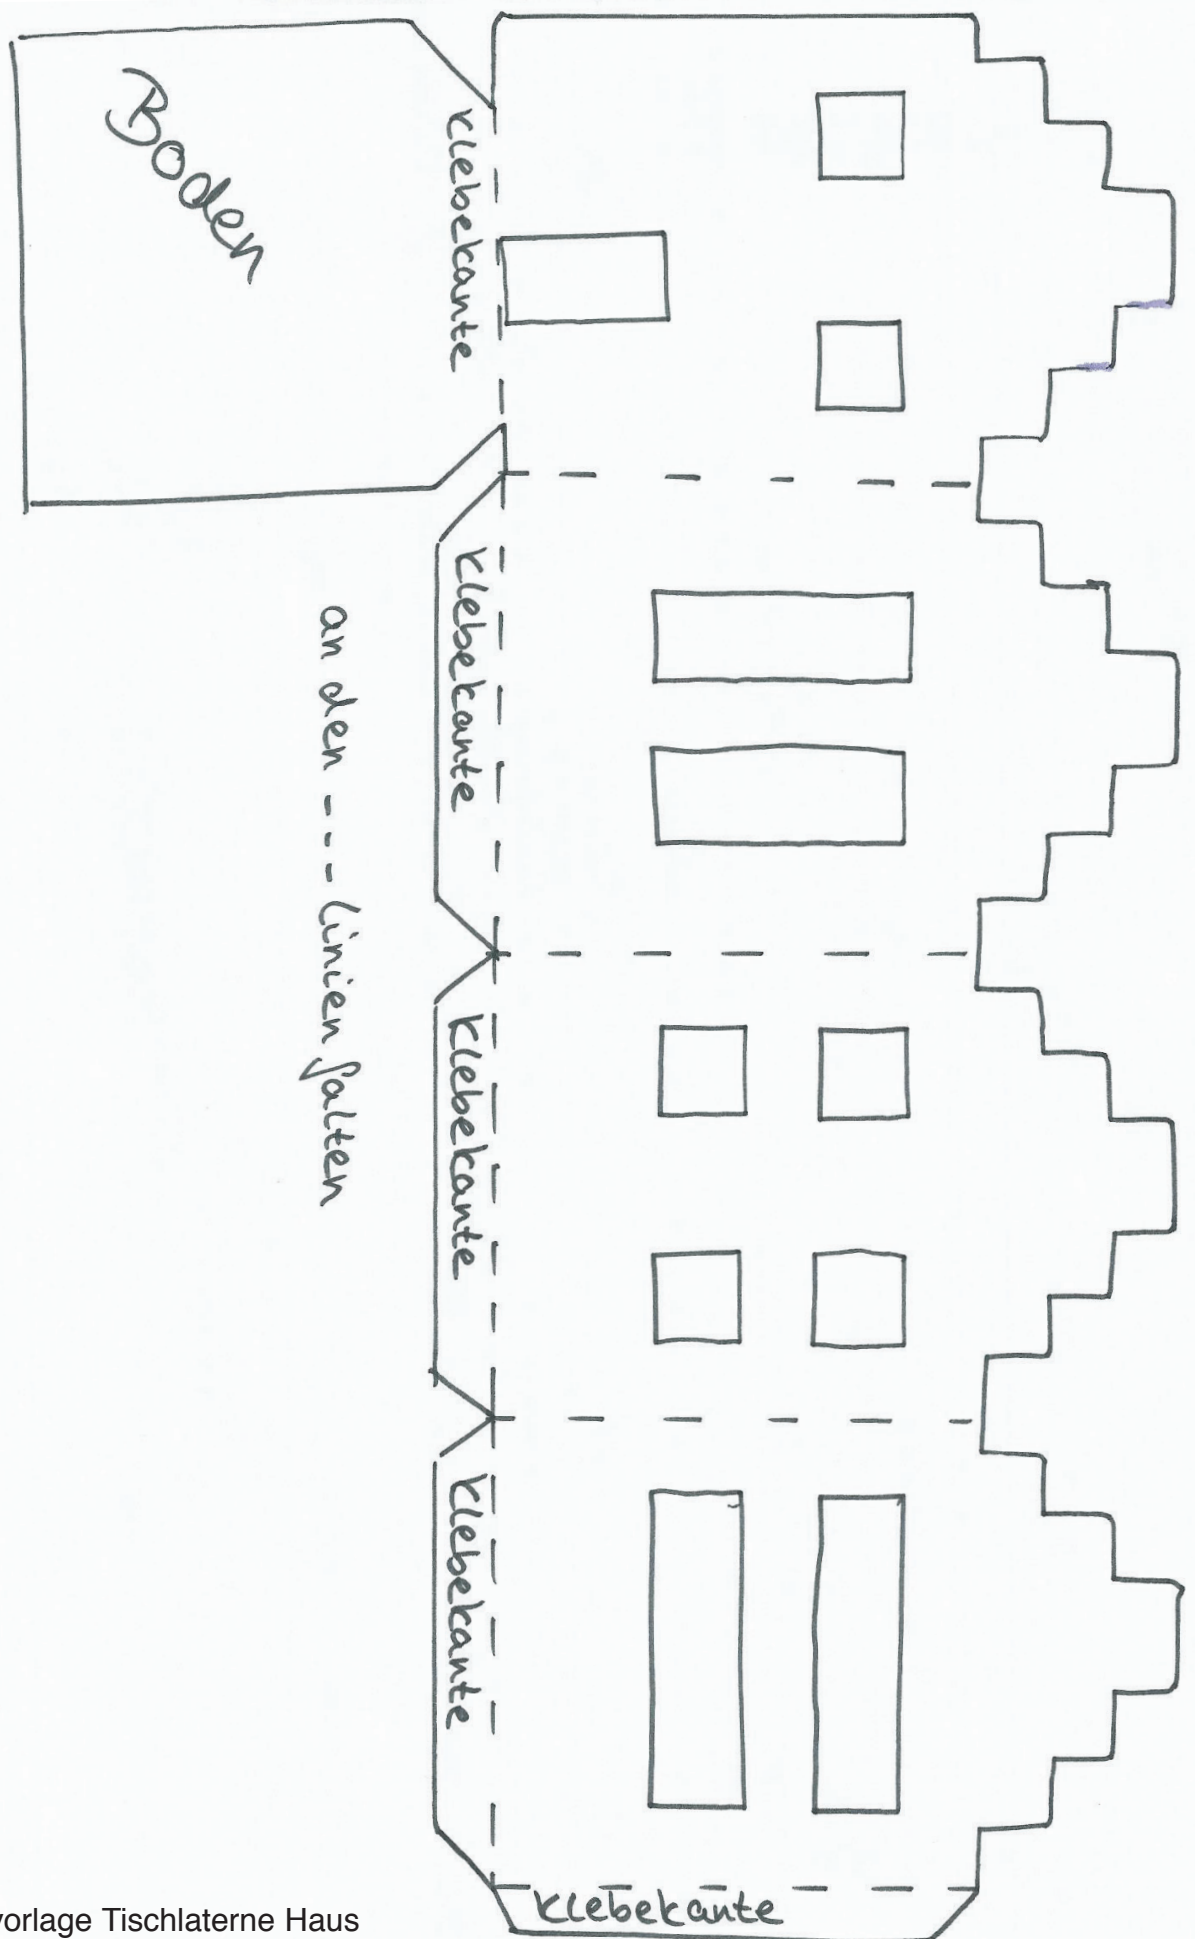 Boden
Klebekante
Klebekante
Klebekante
Klebekante
Klebekante
an den --- Linien falten
vorlage Tischlaterne Haus